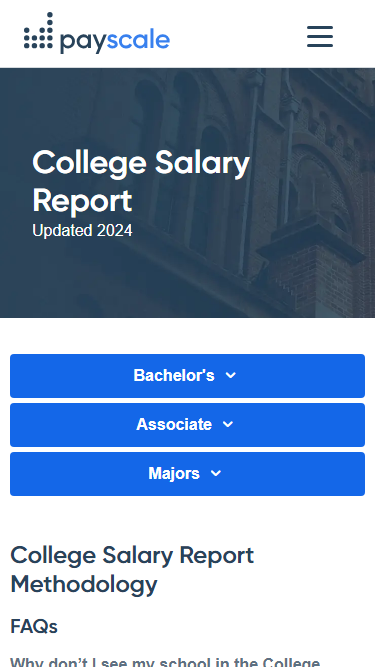 payscale
College Salary
Report
Updated 2024
Bachelor's
Associate
Majors
College Salary Report
Methodology
FAQs
Why don’t I see my school in the College